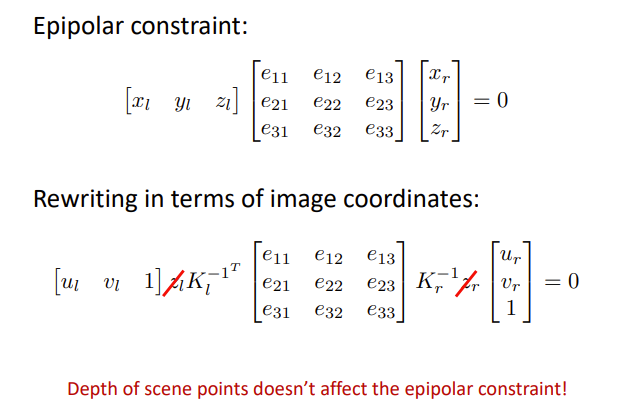 Epipolar constraint:
$\begin{bmatrix} x_l & y_l & z_l \end{bmatrix} \begin{bmatrix} e_{11} & e_{12} & e_{13} \\ e_{21} & e_{22} & e_{23} \\ e_{31} & e_{32} & e_{33} \end{bmatrix} \begin{bmatrix} x_r \\ y_r \\ z_r \end{bmatrix} = 0$
Rewriting in terms of image coordinates:
$\begin{bmatrix} u_l & v_l & 1 \end{bmatrix} \cancel{z_l} K_l^{-1^T} \begin{bmatrix} e_{11} & e_{12} & e_{13} \\ e_{21} & e_{22} & e_{23} \\ e_{31} & e_{32} & e_{33} \end{bmatrix} K_r^{-1} \cancel{z_r} \begin{bmatrix} u_r \\ v_r \\ 1 \end{bmatrix} = 0$
Depth of scene points doesn't affect the epipolar constraint!